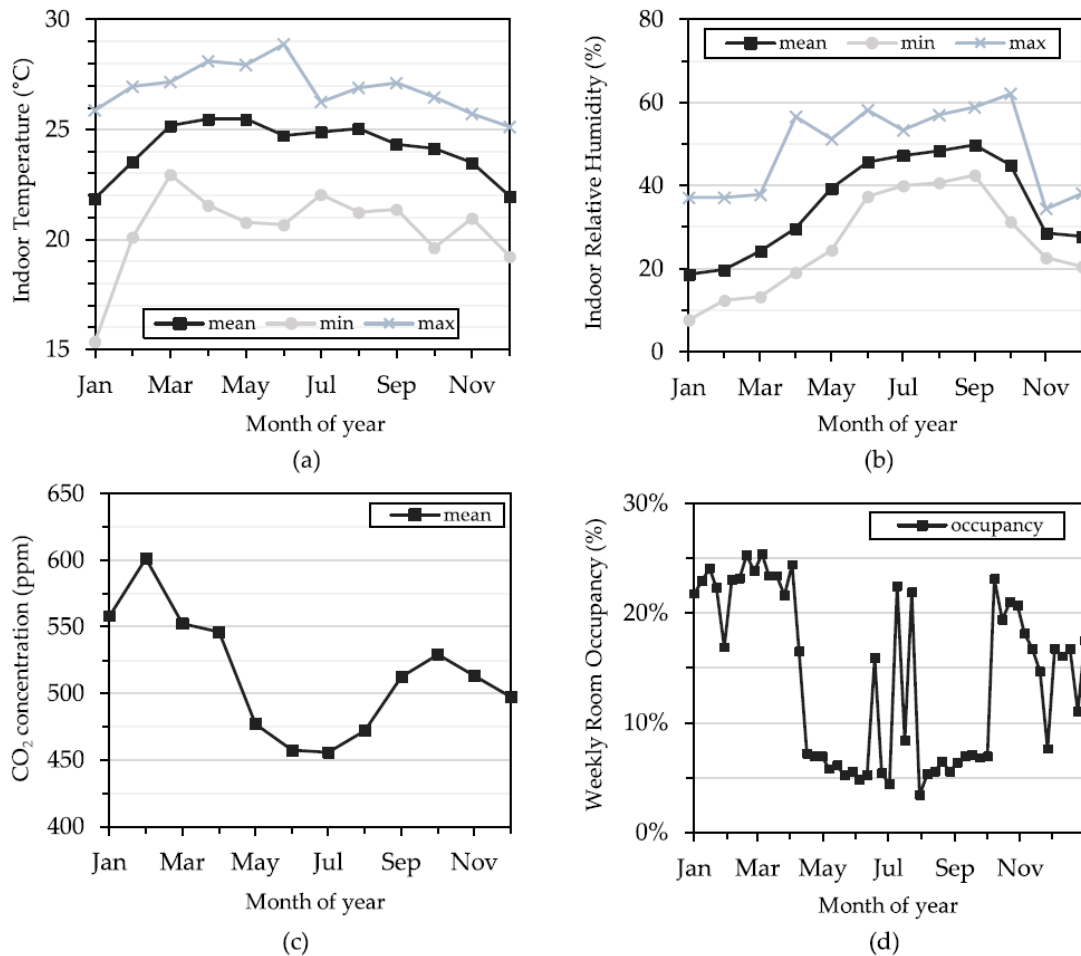 30
25
20
15
Indoor Temperature (°C)
mean min max
Jan Mar May Jul Sep Nov
Month of year
(a)
80
60
40
20
0
Indoor Relative Humidity (%)
mean min max
Jan Mar May Jul Sep Nov
Month of year
(b)
650
600
550
500
450
400
CO₂ concentration (ppm)
mean
Jan Mar May Jul Sep Nov
Month of year
(c)
30%
20%
10%
0%
Weekly Room Occupancy (%)
occupancy
Jan Mar May Jul Sep Nov
Month of year
(d)